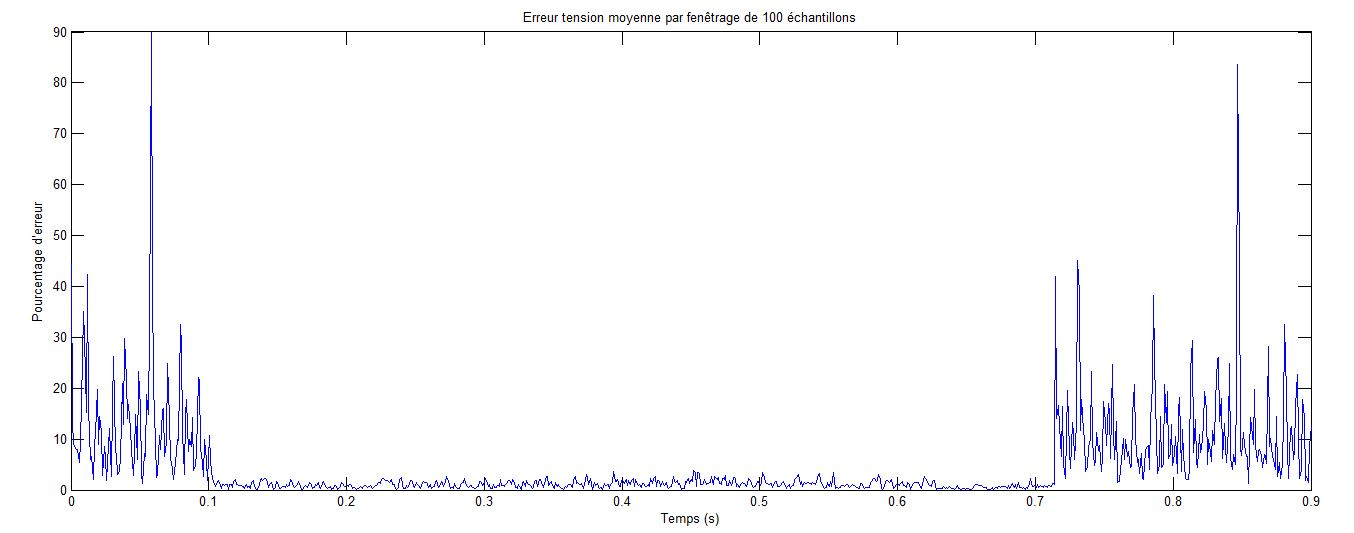 Erreur tension moyenne par fenêtrage de 100 échantillons
Pourcentage d'erreur
90
80
70
60
50
40
30
20
10
0
0 0.1 0.2 0.3 0.4 0.5 0.6 0.7 0.8 0.9
Temps (s)